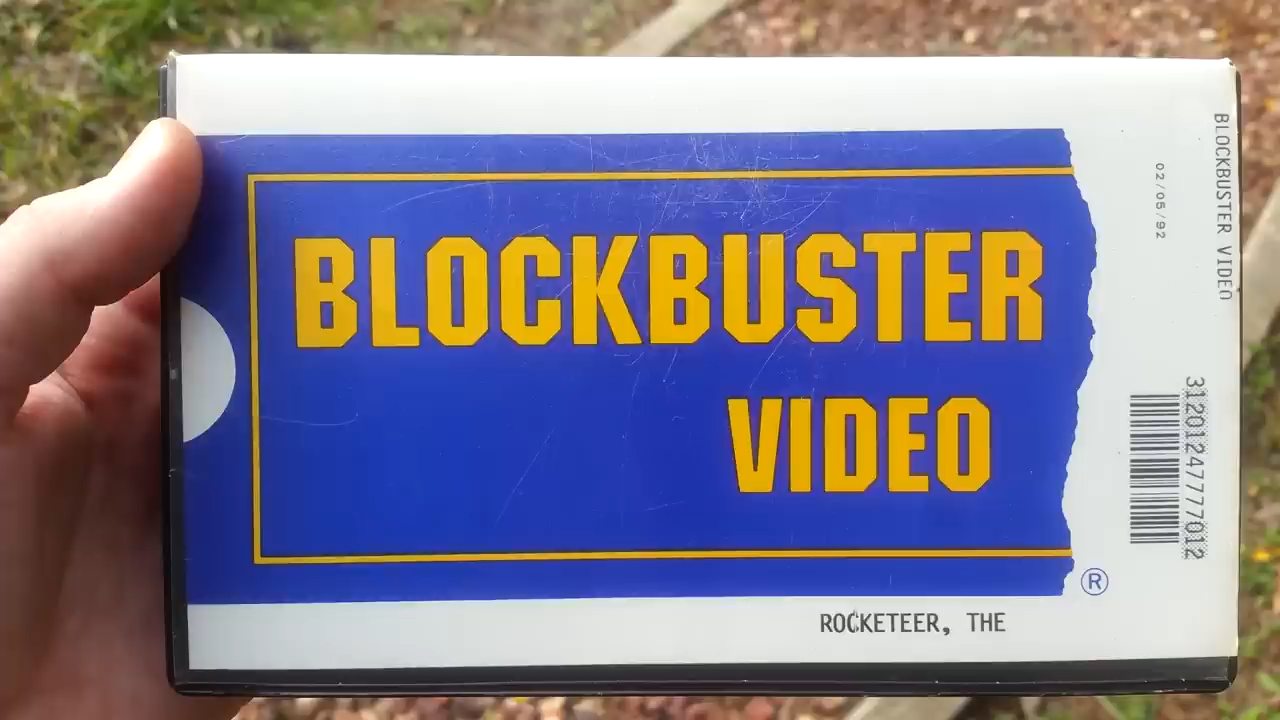 BLOCKBUSTER
VIDEO
®
ROCKETEER, THE
BLOCKBUSTER VIDEO
02/05/92
31201247777012